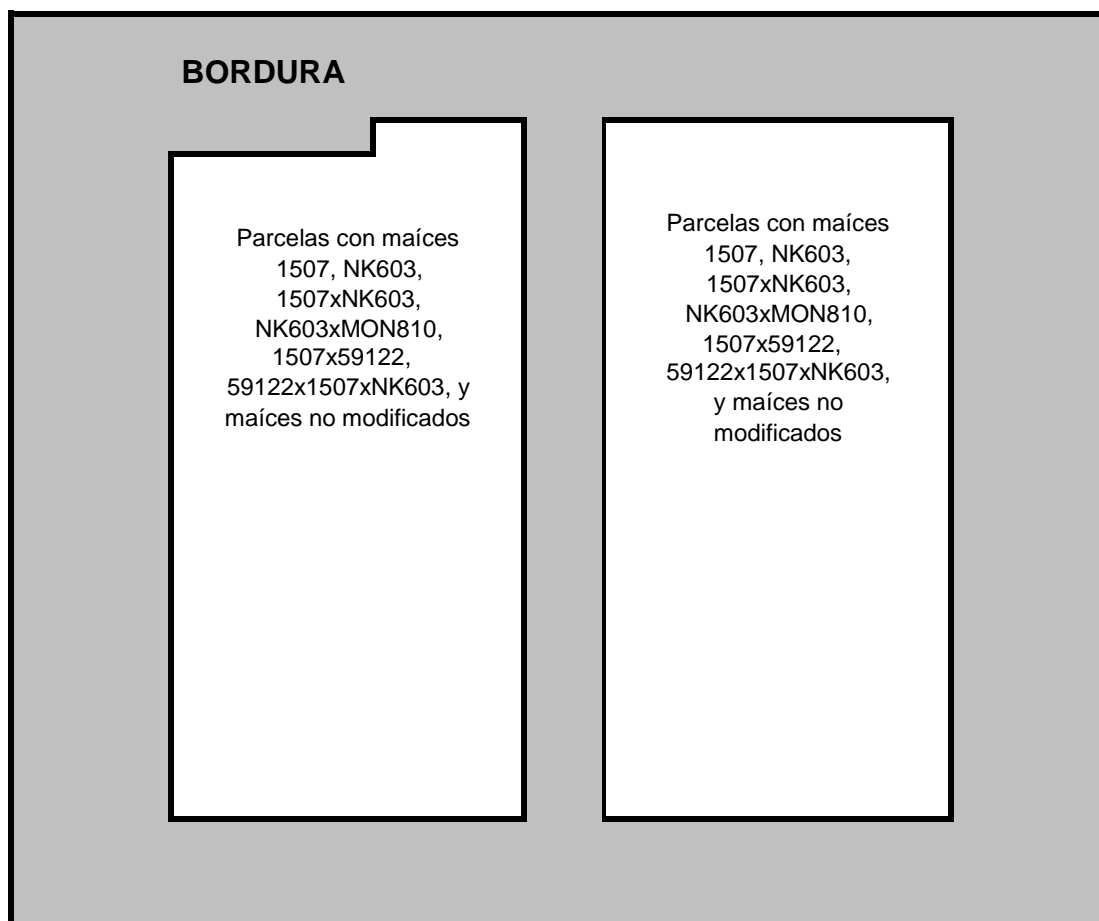 BORDURA
Parcelas con maíces
1507, NK603,
1507xNK603,
NK603xMON810,
1507x59122,
59122x1507xNK603, y
maíces no modificados
Parcelas con maíces
1507, NK603,
1507xNK603,
NK603xMON810,
1507x59122,
59122x1507xNK603,
y maíces no
modificados